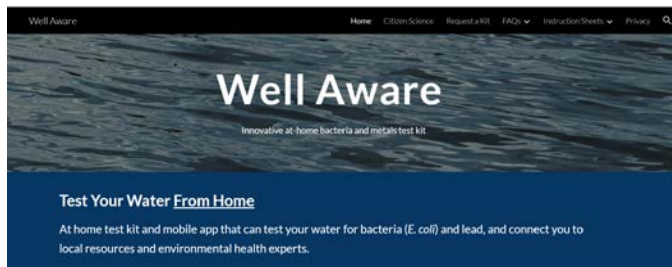 Well Aware Home Citizen Science Request a Kit FAQs Instruction Sheets Privacy
Well Aware
Innovative at-home bacteria and metals test kit
Test Your Water From Home
At home test kit and mobile app that can test your water for bacteria (E. coli) and lead, and connect you to
local resources and environmental health experts.